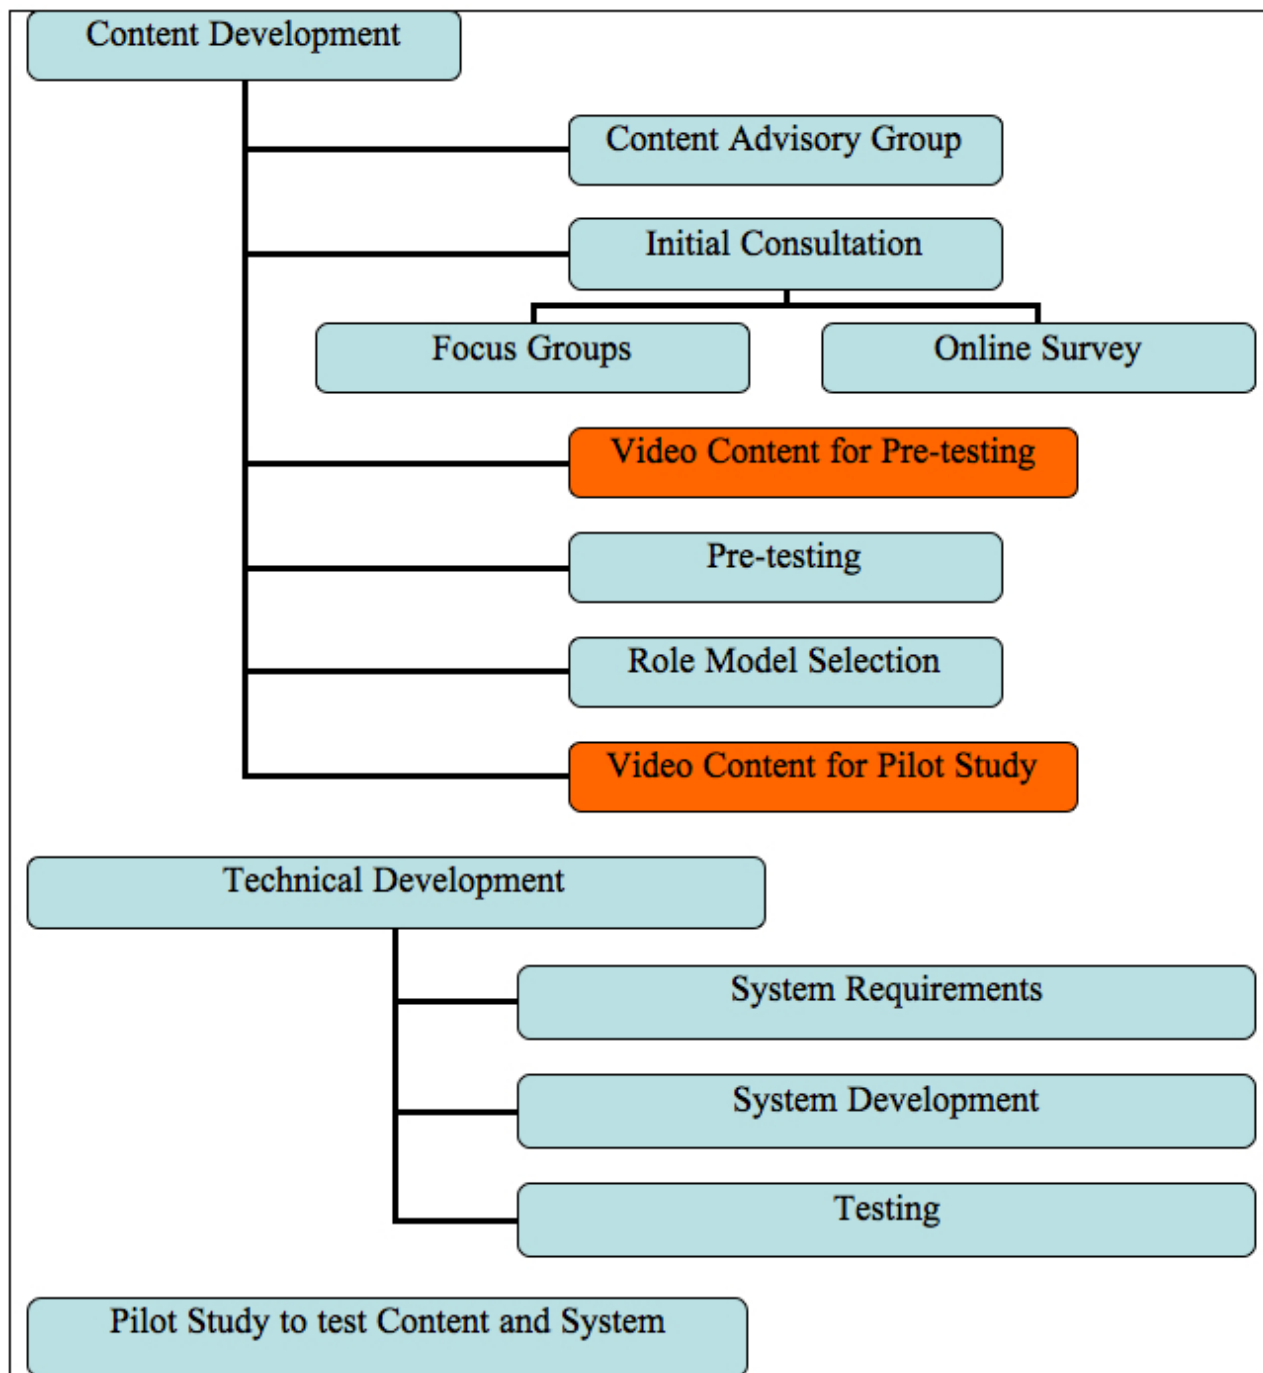 Content Development
Content Advisory Group
Initial Consultation
Focus Groups
Online Survey
Video Content for Pre-testing
Pre-testing
Role Model Selection
Video Content for Pilot Study
Technical Development
System Requirements
System Development
Testing
Pilot Study to test Content and System